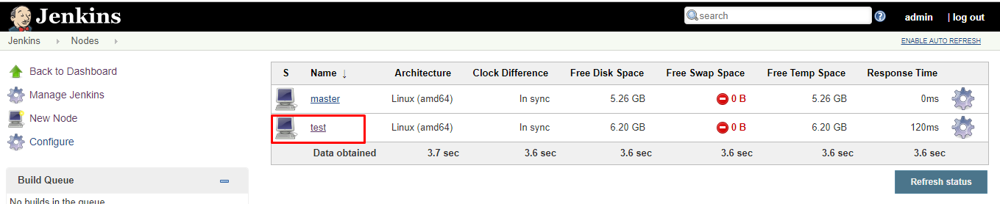 Jenkins
search
admin
| log out
Jenkins
Nodes
ENABLE AUTO REFRESH
Back to Dashboard
Manage Jenkins
New Node
Configure
Build Queue
No builds in the queue.
S Name ↓ Architecture Clock Difference Free Disk Space Free Swap Space Free Temp Space Response Time
master Linux (amd64) In sync 5.26 GB 0 B 5.26 GB 0ms
test Linux (amd64) In sync 6.20 GB 0 B 6.20 GB 120ms
Data obtained 3.7 sec 3.6 sec 3.6 sec 3.6 sec 3.6 sec 3.6 sec
Refresh status